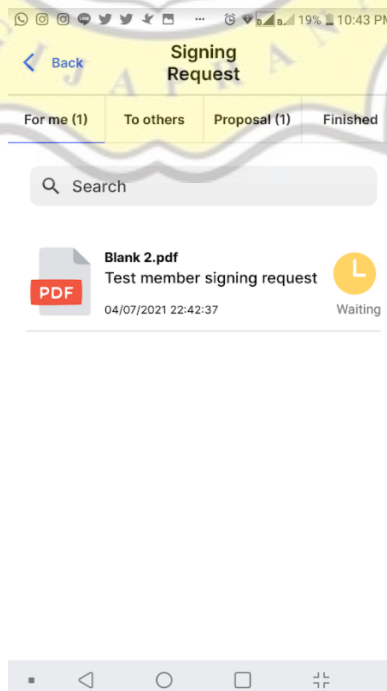 19% 10:43 PM
Back
Signing
Request
For me (1) To others Proposal (1) Finished
Search
PDF
Blank 2.pdf
Test member signing request
04/07/2021 22:42:37
Waiting